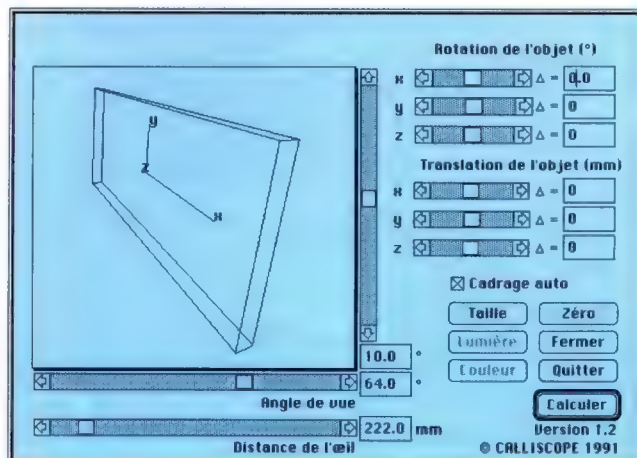 Rotation de l'objet (°)
x Δ = 0.0
y Δ = 0
z Δ = 0
Translation de l'objet (mm)
x Δ = 0
y Δ = 0
z Δ = 0
Cadrage auto
Taille Zéro
Lumière Fermer
Couleur Quitter
Calculer
Version 1.2
© CALLISCOPE 1991
y
z
x
10.0 °
64.0 °
Angle de vue
222.0 mm
Distance de l'œil